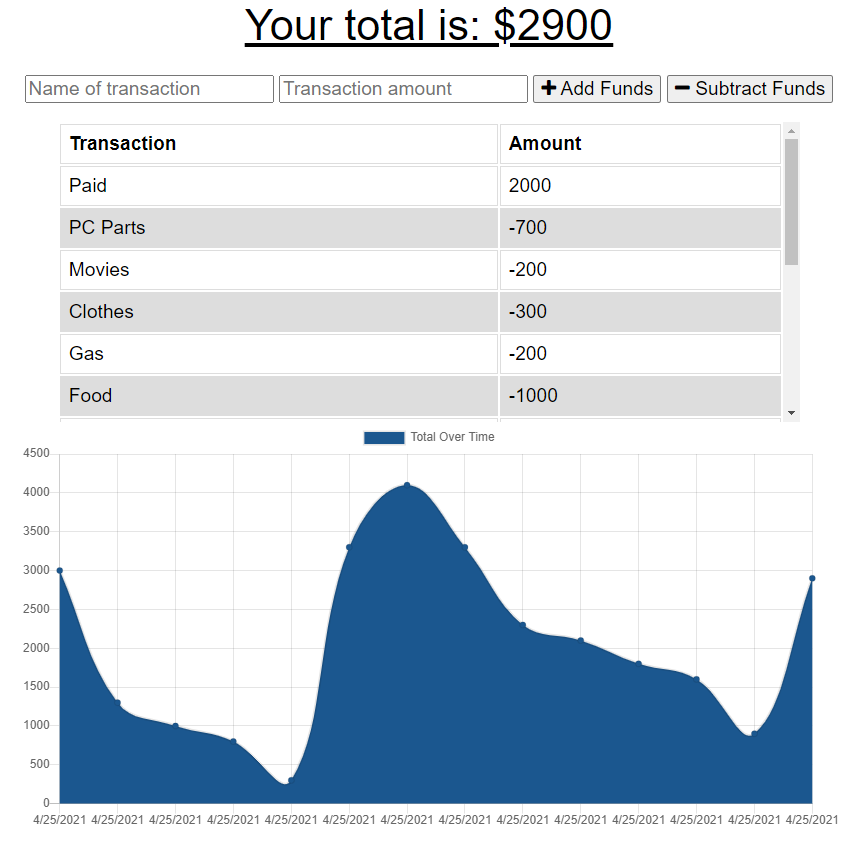 Your total is: $2900
Name of transaction Transaction amount Add Funds Subtract Funds
Transaction Amount
Paid 2000
PC Parts -700
Movies -200
Clothes -300
Gas -200
Food -1000
Total Over Time
4500
4000
3500
3000
2500
2000
1500
1000
500
0
4/25/2021 4/25/2021 4/25/2021 4/25/2021 4/25/2021 4/25/2021 4/25/2021 4/25/2021 4/25/2021 4/25/2021 4/25/2021 4/25/2021 4/25/2021 4/25/2021